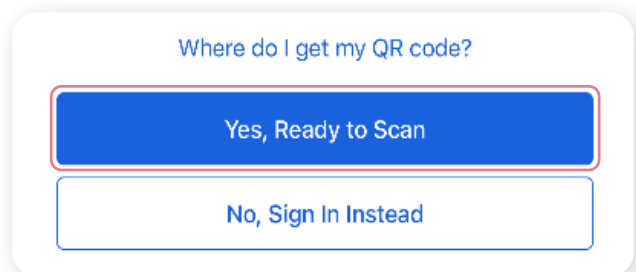 Where do I get my QR code?
Yes, Ready to Scan
No, Sign In Instead